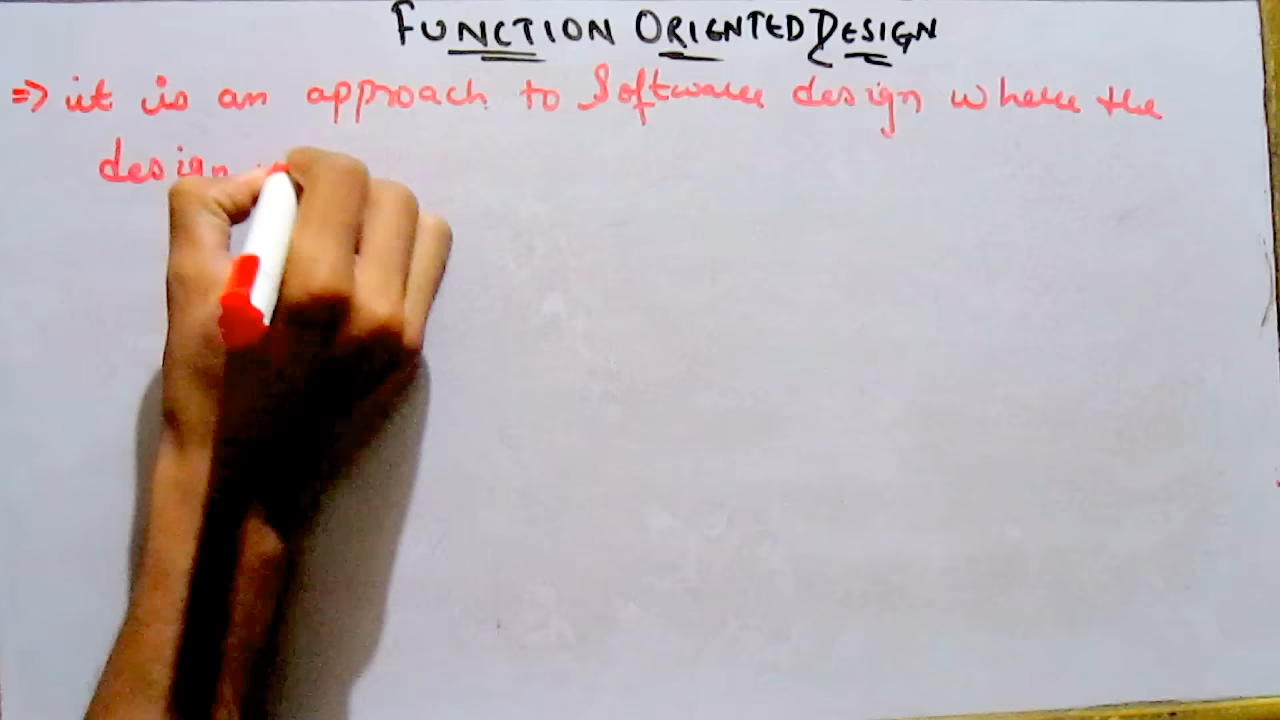 FUNCTION ORIENTED DESIGN
=> it is an approach to Software design where the
design